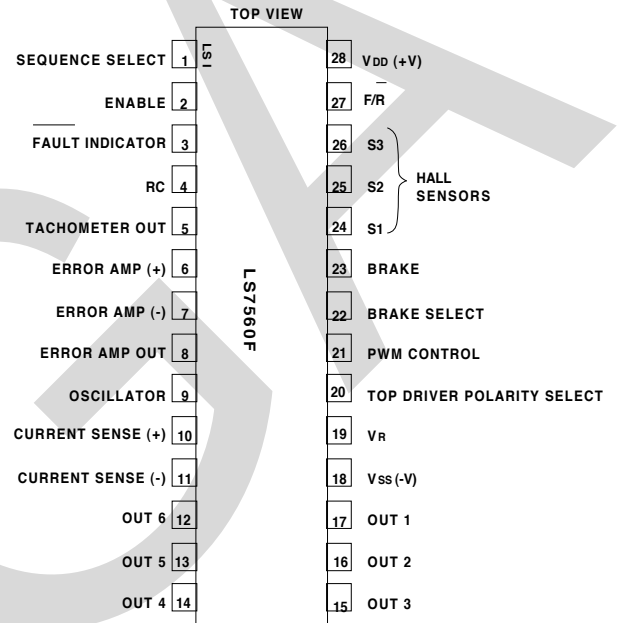 TOP VIEW
LSI
LS7560F
SEQUENCE SELECT 1
ENABLE 2
FAULT INDICATOR 3
RC 4
TACHOMETER OUT 5
ERROR AMP (+) 6
ERROR AMP (-) 7
ERROR AMP OUT 8
OSCILLATOR 9
CURRENT SENSE (+) 10
CURRENT SENSE (-) 11
OUT 6 12
OUT 5 13
OUT 4 14
28 VDD (+V)
27 F/R
26 S3
25 S2
24 S1
HALL
SENSORS
23 BRAKE
22 BRAKE SELECT
21 PWM CONTROL
20 TOP DRIVER POLARITY SELECT
19 VR
18 VSS (-V)
17 OUT 1
16 OUT 2
15 OUT 3